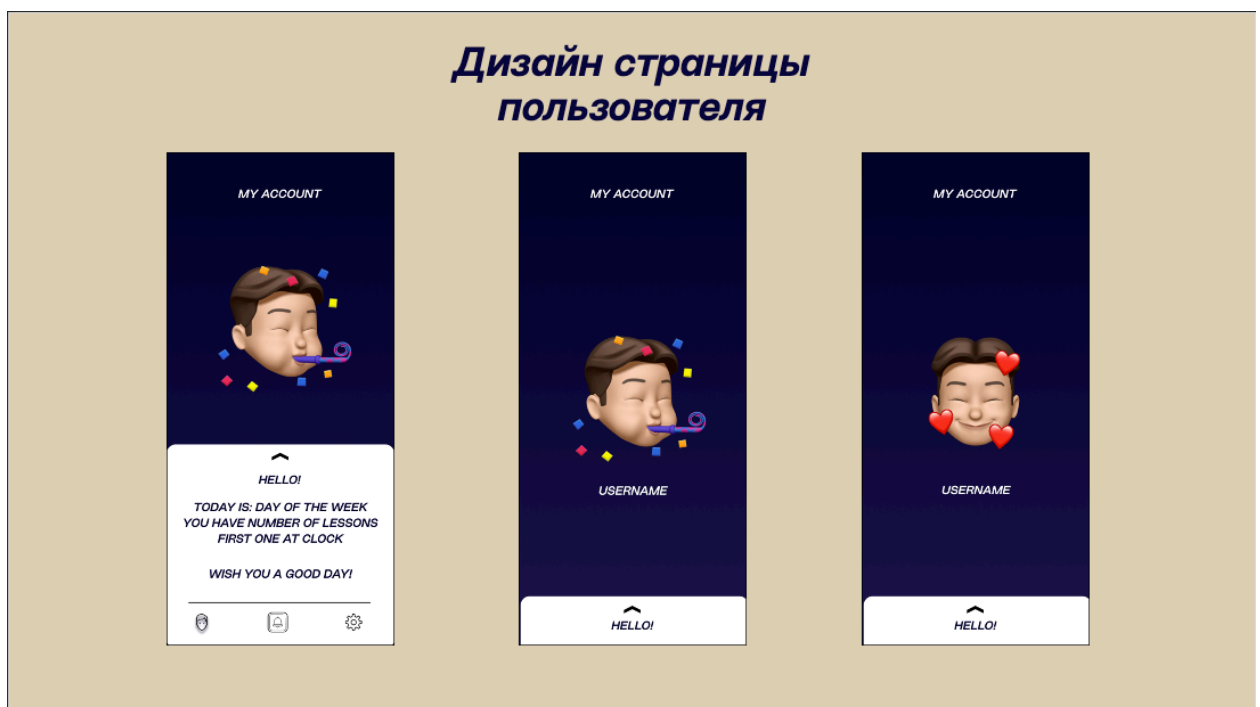 Дизайн страницы
пользователя
MY ACCOUNT
HELLO!
TODAY IS: DAY OF THE WEEK
YOU HAVE NUMBER OF LESSONS
FIRST ONE AT CLOCK
WISH YOU A GOOD DAY!
MY ACCOUNT
USERNAME
HELLO!
MY ACCOUNT
USERNAME
HELLO!